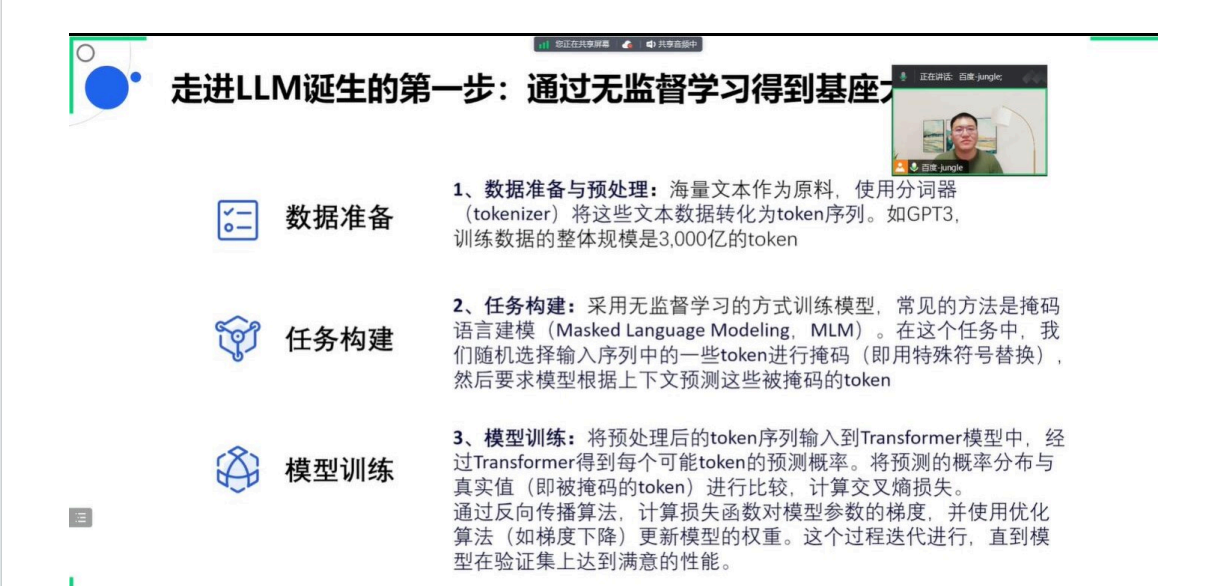 您正在共享屏幕 共享音频中
走进LLM诞生的第一步：通过无监督学习得到基座
正在讲话: 百度-jungle;
百度-jungle
数据准备
1、数据准备与预处理：海量文本作为原料，使用分词器
（tokenizer）将这些文本数据转化为token序列。如GPT3，
训练数据的整体规模是3,000亿的token
任务构建
2、任务构建：采用无监督学习的方式训练模型，常见的方法是掩码
语言建模（Masked Language Modeling，MLM）。在这个任务中，我
们随机选择输入序列中的一些token进行掩码（即用特殊符号替换），
然后要求模型根据上下文预测这些被掩码的token
模型训练
3、模型训练：将预处理后的token序列输入到Transformer模型中，经
过Transformer得到每个可能token的预测概率。将预测的概率分布与
真实值（即被掩码的token）进行比较，计算交叉熵损失。
通过反向传播算法，计算损失函数对模型参数的梯度，并使用优化
算法（如梯度下降）更新模型的权重。这个过程迭代进行，直到模
型在验证集上达到满意的性能。